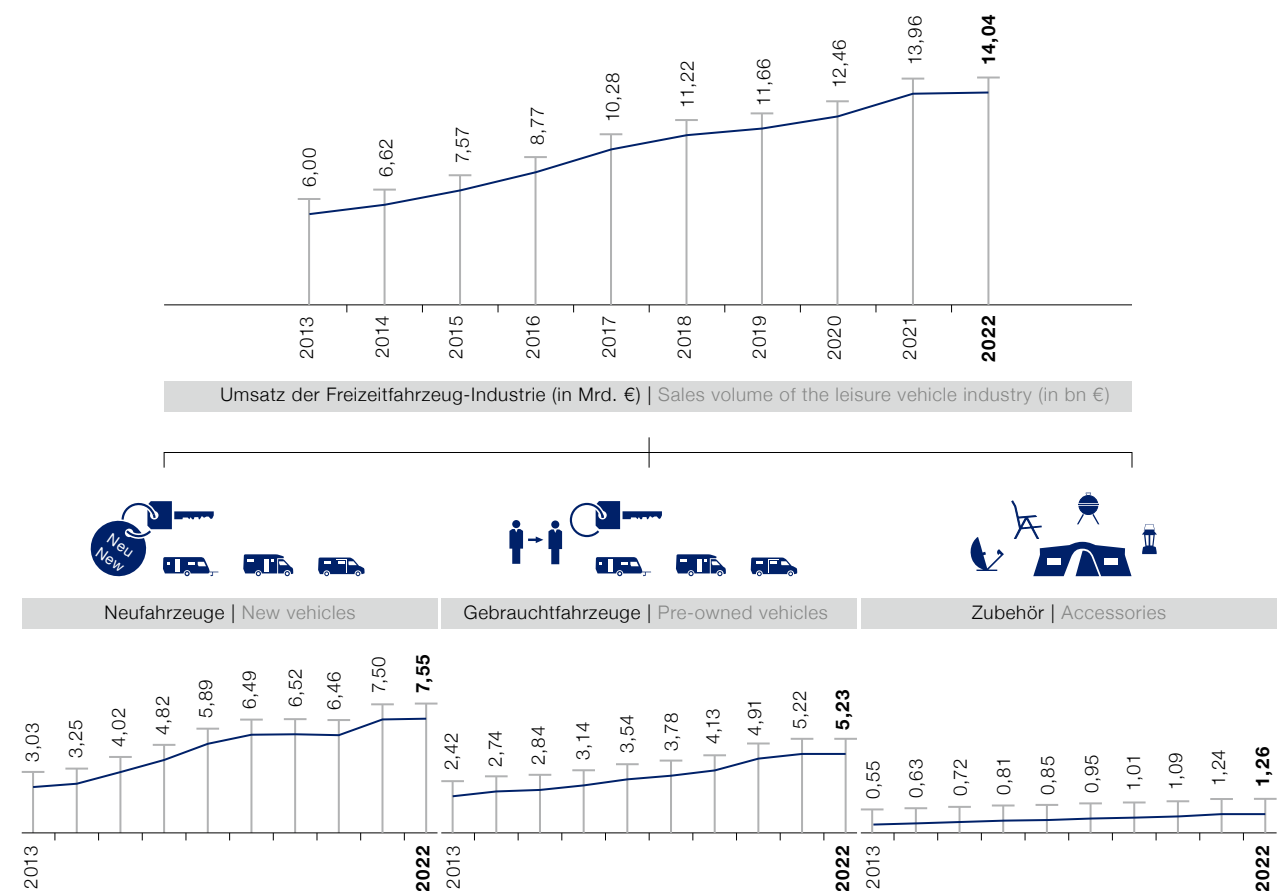 6,00 6,62 7,57 8,77 10,28 11,22 11,66 12,46 13,96 14,04
2013 2014 2015 2016 2017 2018 2019 2020 2021 2022
Umsatz der Freizeitfahrzeug-Industrie (in Mrd. €) | Sales volume of the leisure vehicle industry (in bn €)
Neu
New
Neufahrzeuge | New vehicles
3,03 3,25 4,02 4,82 5,89 6,49 6,52 6,46 7,50 7,55
2013 2022
Gebrauchtfahrzeuge | Pre-owned vehicles
2,42 2,74 2,84 3,14 3,54 3,78 4,13 4,91 5,22 5,23
2013 2022
Zubehör | Accessories
0,55 0,63 0,72 0,81 0,85 0,95 1,01 1,09 1,24 1,26
2013 2022